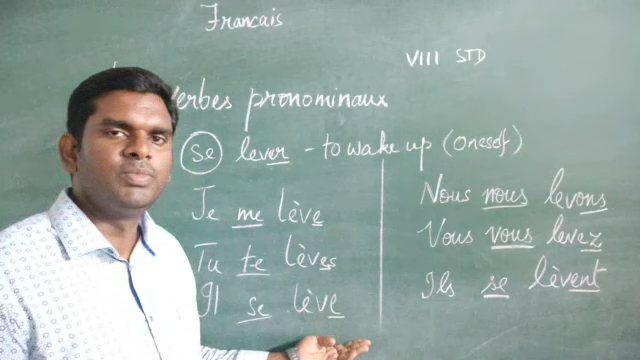 Francais
VIII STD
verbes pronominaux
se lever - to wake up (oneself)
Je me lève
Tu te lèves
Il se lève
Nous nous levons
Vous vous levez
Ils se lèvent